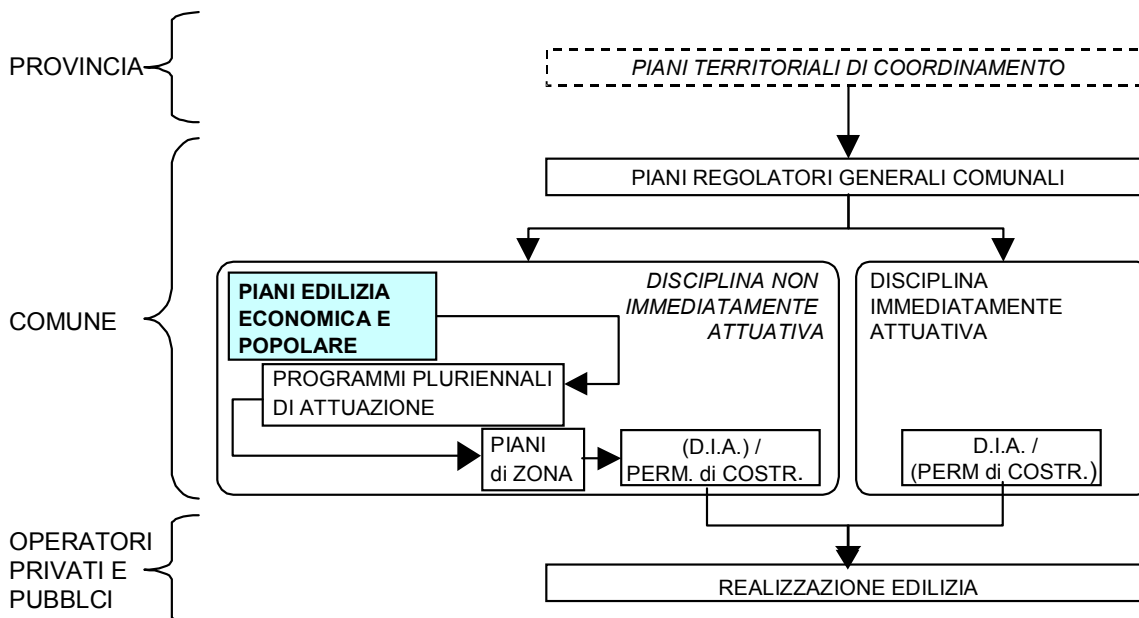 PROVINCIA
PIANI TERRITORIALI DI COORDINAMENTO
PIANI REGOLATORI GENERALI COMUNALI
COMUNE
PIANI EDILIZIA
ECONOMICA E
POPOLARE
DISCIPLINA NON
IMMEDIATAMENTE
ATTUATIVA
DISCIPLINA
IMMEDIATAMENTE
ATTUATIVA
PROGRAMMI PLURIENNALI
DI ATTUAZIONE
PIANI
di ZONA
(D.I.A.) /
PERM. di COSTR.
D.I.A. /
(PERM di COSTR.)
OPERATORI
PRIVATI E
PUBBLCI
REALIZZAZIONE EDILIZIA